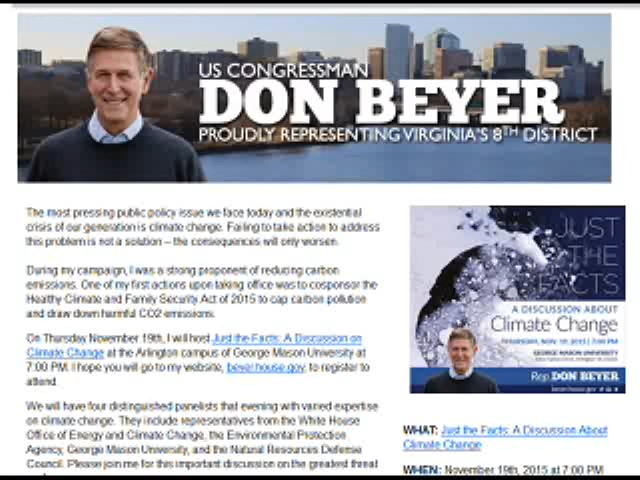 US CONGRESSMAN
DON BEYER
PROUDLY REPRESENTING VIRGINIA'S 8TH DISTRICT
The most pressing public policy issue we face today and the existential
crisis of our generation is climate change. Failing to take action to address
this problem is not a solution – the consequences will only worsen.
During my campaign, I was a strong proponent of reducing carbon
emissions. One of my first actions upon taking office was to cosponsor the
Healthy Climate and Family Security Act of 2015 to cap carbon pollution
and draw down harmful CO2 emissions.
On Thursday November 19th, I will host Just the Facts: A Discussion on
Climate Change at the Arlington campus of George Mason University at
7:00 PM. I hope you will go to my website, beyer.house.gov, to register to
attend.
We will have four distinguished panelists that evening with varied expertise
on climate change. They include representatives from the White House
Office of Energy and Climate Change, the Environmental Protection
Agency, George Mason University, and the Natural Resources Defense
Council. Please join me for this important discussion on the greatest threat
JUST
THE
FACTS
A DISCUSSION ABOUT
Climate Change
THURSDAY, NOV. 19, 2015 | 7:00 PM
GEORGE MASON UNIVERSITY
Rep DON BEYER
WHAT: Just the Facts: A Discussion About
Climate Change
WHEN: November 19th, 2015 at 7:00 PM